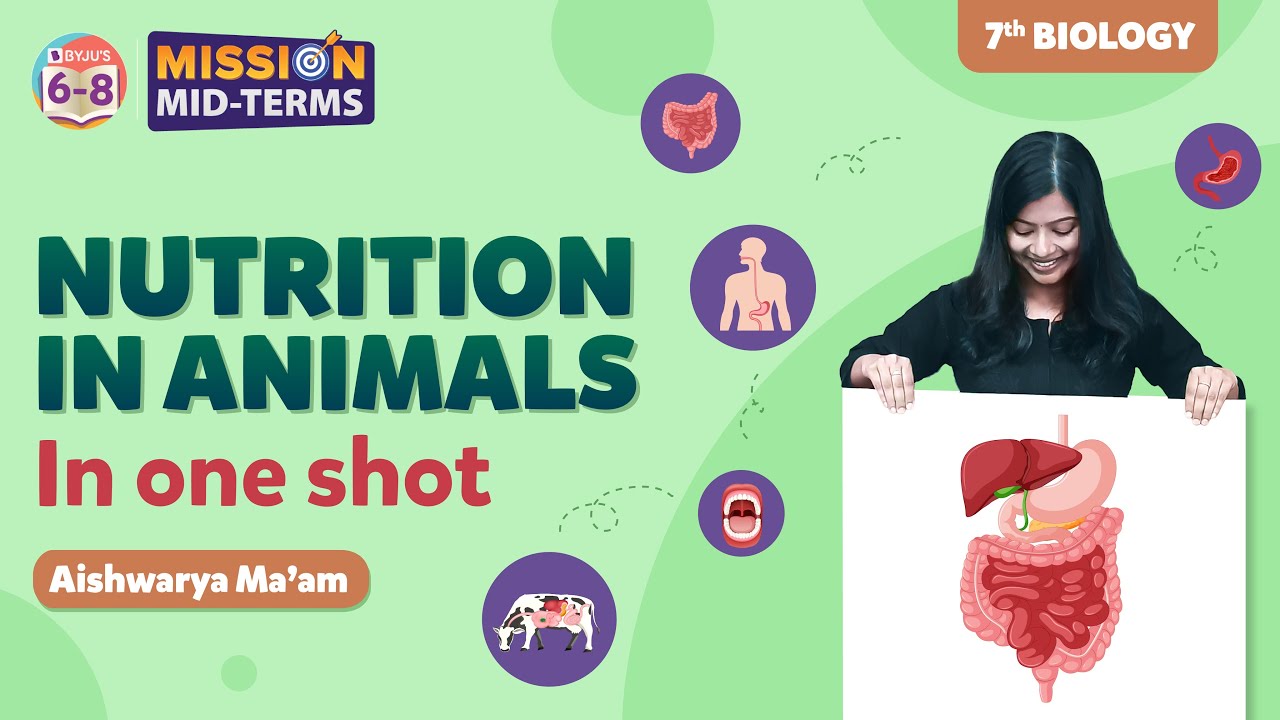 BYJU'S
6-8
MISSION
MID-TERMS
7th BIOLOGY
NUTRITION
IN ANIMALS
In one shot
Aishwarya Ma'am